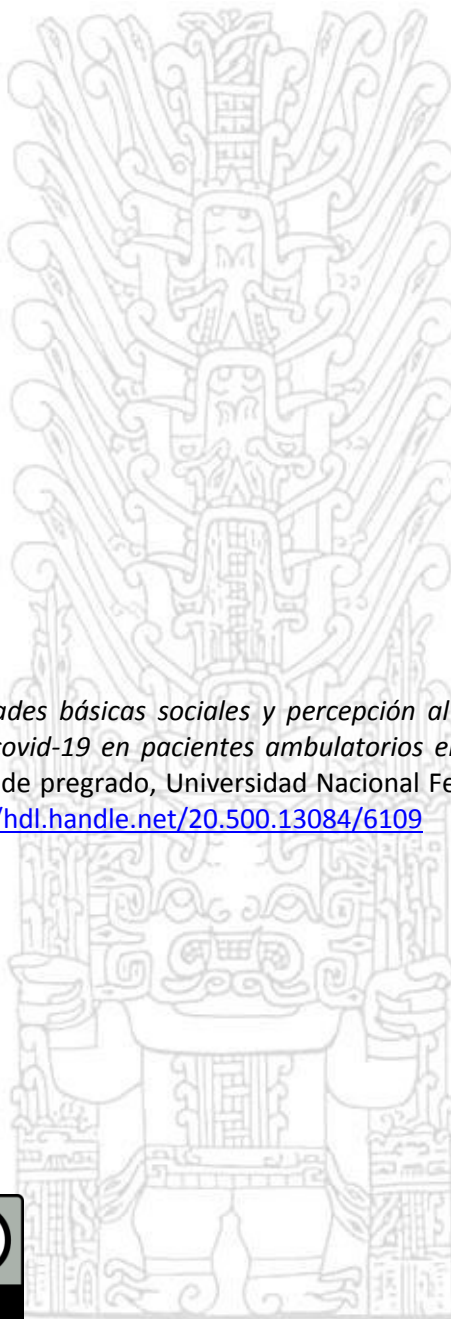 ades básicas sociales y percepción al
covid-19 en pacientes ambulatorios e
de pregrado, Universidad Nacional Fe
/hdl.handle.net/20.500.13084/6109